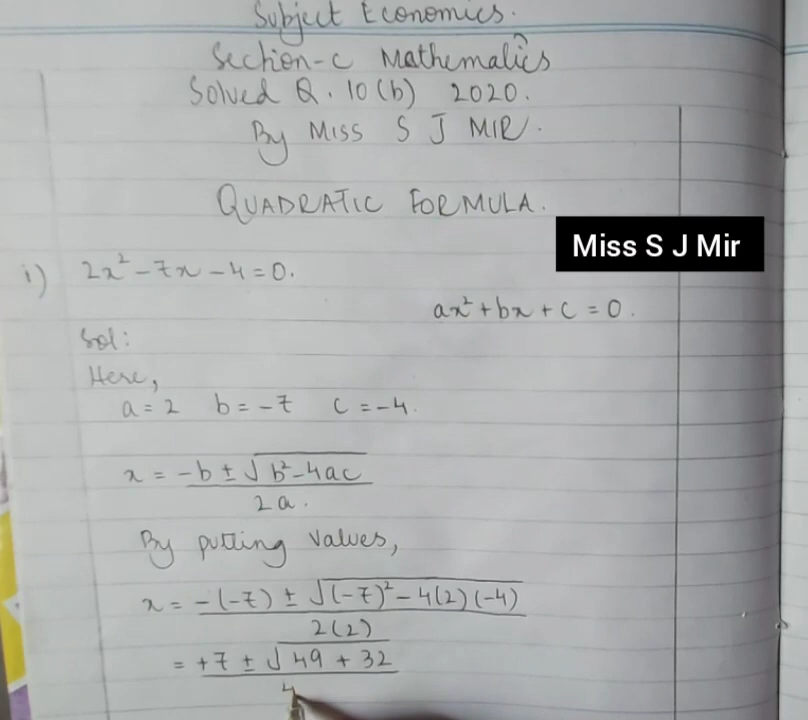 Subject Economics.
Section-C Mathematics
Solved Q. 10(b) 2020.
By MISS S J MIR.
QUADRATIC FORMULA.
Miss S J Mir
i) 2x² - 7x - 4 = 0.
ax² + bx + c = 0.
Sol:
Here,
a = 2 b = -7 c = -4.
x = -b ± √b² - 4ac
2a.
By putting values,
x = -(-7) ± √(-7)² - 4(2)(-4)
2(2)
= +7 ± √49 + 32
4